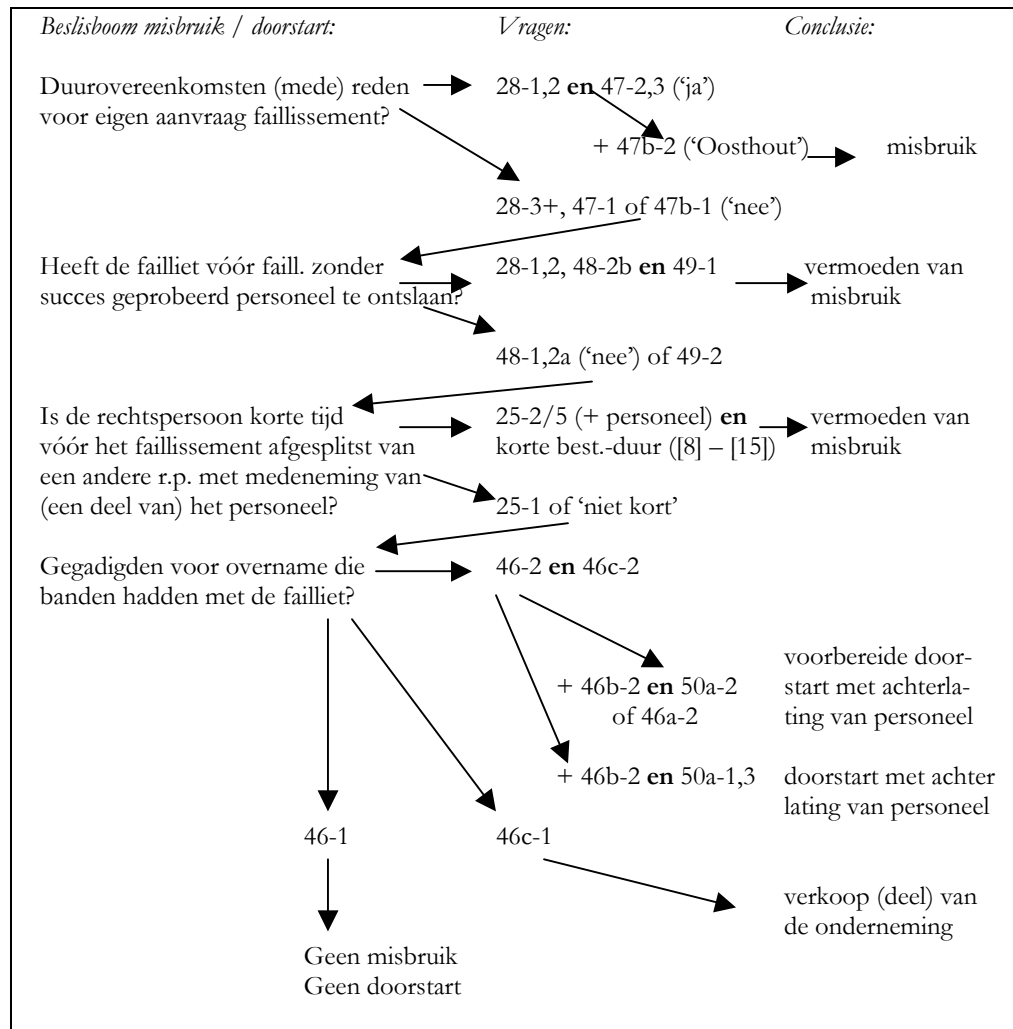 Beslisboom misbruik / doorstart: Vragen: Conclusie:
Duurovereenkomsten (mede) reden 28-1,2 en 47-2,3 ('ja')
voor eigen aanvraag faillissement?
+ 47b-2 ('Oosthout') misbruik
28-3+, 47-1 of 47b-1 ('nee')
Heeft de failliet vóór faill. zonder 28-1,2, 48-2b en 49-1 vermoeden van
succes geprobeerd personeel te ontslaan? misbruik
48-1,2a ('nee') of 49-2
Is de rechtspersoon korte tijd 25-2/5 (+ personeel) en vermoeden van
vóór het faillissement afgesplitst van korte best.-duur ([8] – [15]) misbruik
een andere r.p. met medeneming van
(een deel van) het personeel? 25-1 of 'niet kort'
Gegadigden voor overname die 46-2 en 46c-2
banden hadden met de failliet?
voorbereide door-
+ 46b-2 en 50a-2 start met achterla-
of 46a-2 ting van personeel
+ 46b-2 en 50a-1,3 doorstart met achter
lating van personeel
46-1 46c-1
verkoop (deel) van
de onderneming
Geen misbruik
Geen doorstart